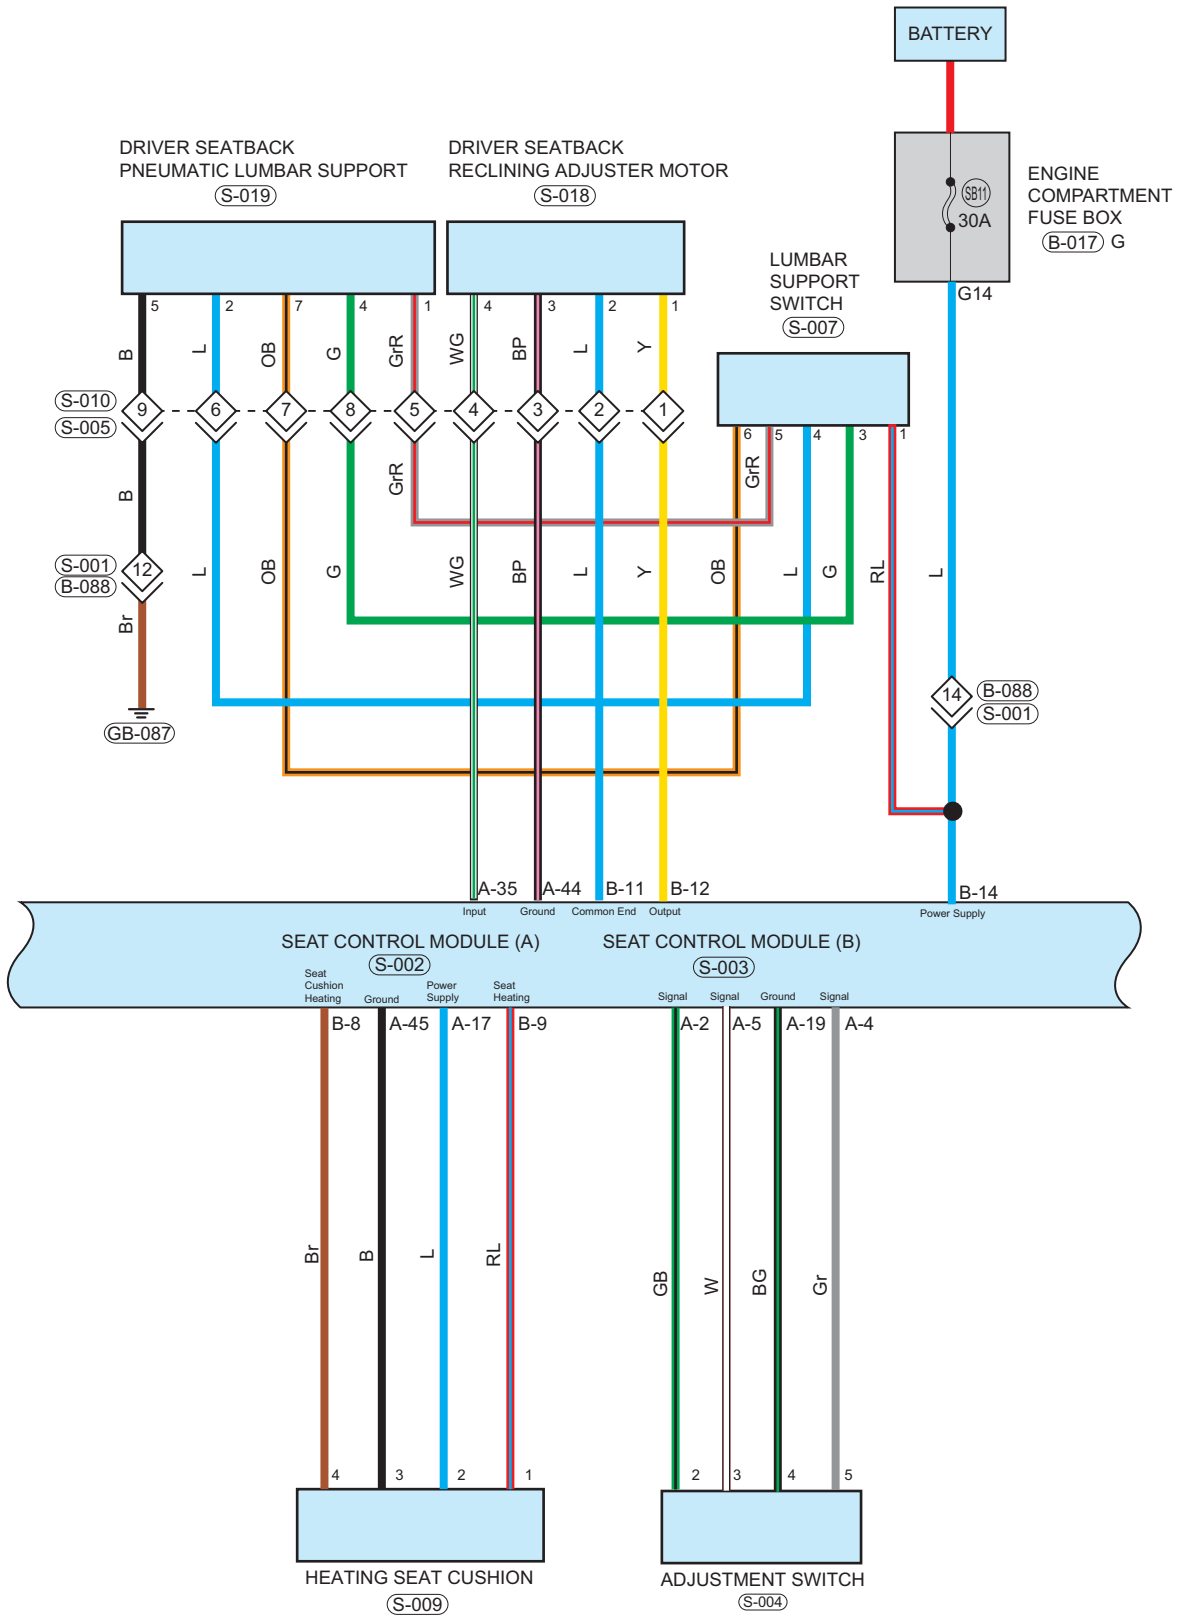 BATTERY
DRIVER SEATBACK
PNEUMATIC LUMBAR SUPPORT
S-019
DRIVER SEATBACK
RECLINING ADJUSTER MOTOR
S-018
SB11
30A
ENGINE
COMPARTMENT
FUSE BOX
B-017 G
G14
LUMBAR
SUPPORT
SWITCH
S-007
5 2 7 4 1 4 3 2 1
B L OB G GrR WG BP L Y
S-010
S-005
9 6 7 8 5 4 3 2 1
6 5 4 3 1
B GrR GrR
S-001
B-088
12
L OB G WG BP L Y OB L G RL L
Br
GB-087
14
B-088
S-001
A-35 A-44 B-11 B-12 B-14
Input Ground Common End Output Power Supply
SEAT CONTROL MODULE (A)
S-002
SEAT CONTROL MODULE (B)
S-003
Seat
Cushion
Heating
Ground
Power
Supply
Seat
Heating
Signal Signal Ground Signal
B-8 A-45 A-17 B-9 A-2 A-5 A-19 A-4
Br B L RL GB W BG Gr
4 3 2 1 2 3 4 5
HEATING SEAT CUSHION
S-009
ADJUSTMENT SWITCH
S-004